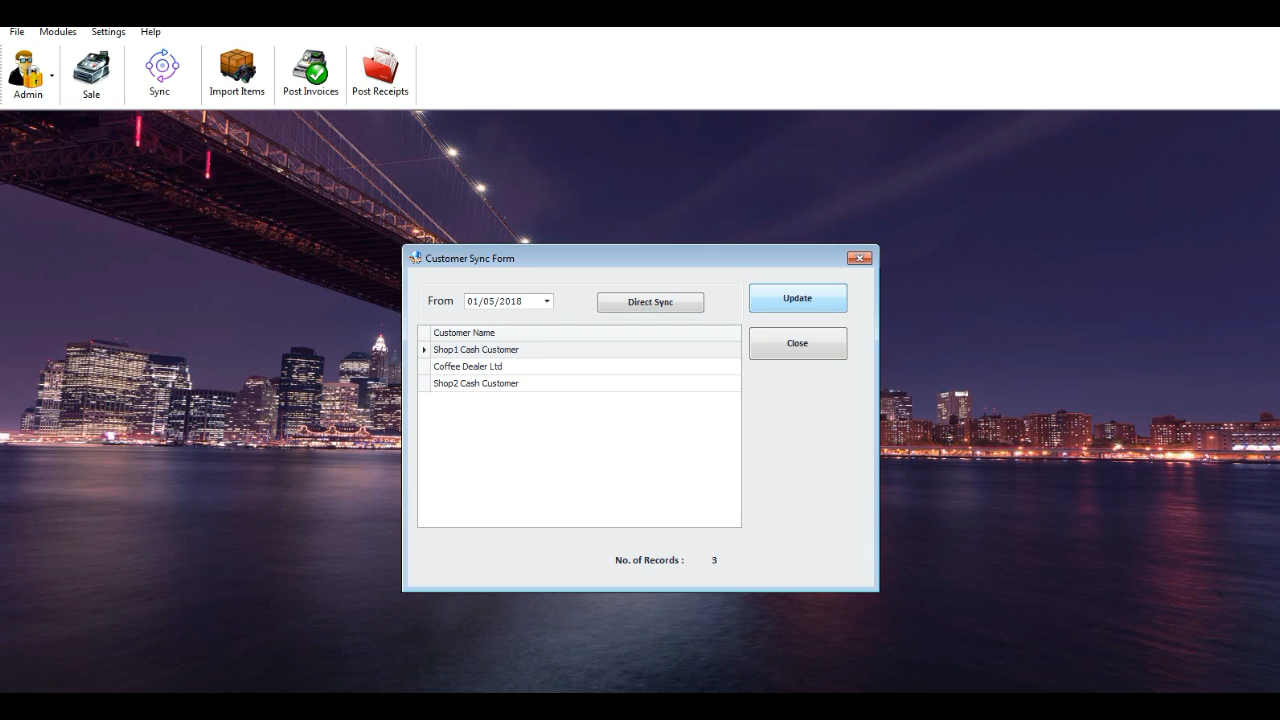 File Modules Settings Help
Admin Sale Sync Import Items Post Invoices Post Receipts
Customer Sync Form
From 01/05/2018 Direct Sync Update
Customer Name
Shop1 Cash Customer
Close
Coffee Dealer Ltd
Shop2 Cash Customer
No. of Records : 3